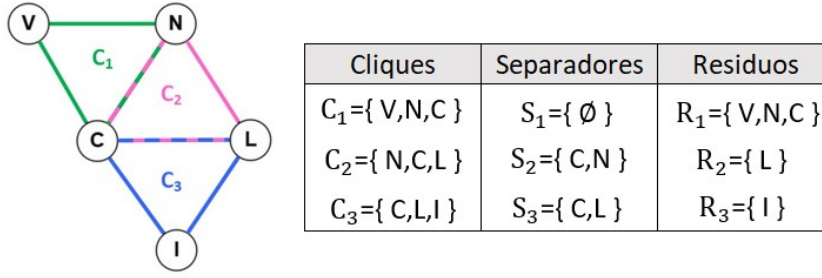 V N
C₁
C₂
C L
C₃
I
Cliques Separadores Residuos
C₁={ V,N,C } S₁={ Ø } R₁={ V,N,C }
C₂={ N,C,L } S₂={ C,N } R₂={ L }
C₃={ C,L,I } S₃={ C,L } R₃={ I }